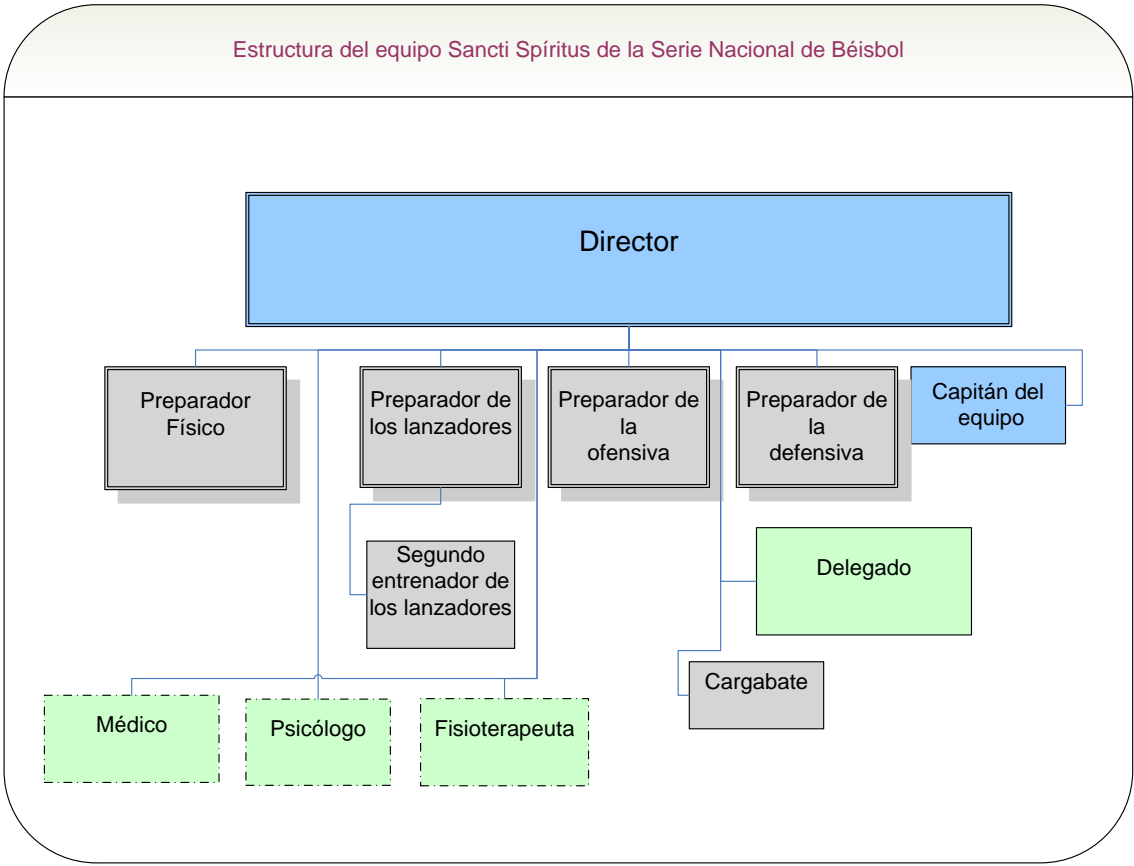 Estructura del equipo Sancti Spíritus de la Serie Nacional de Béisbol
Director
Preparador
Físico
Preparador de
los lanzadores
Preparador de
la
ofensiva
Preparador de
la
defensiva
Capitán del
equipo
Segundo
entrenador de
los lanzadores
Delegado
Cargabate
Médico
Psicólogo
Fisioterapeuta